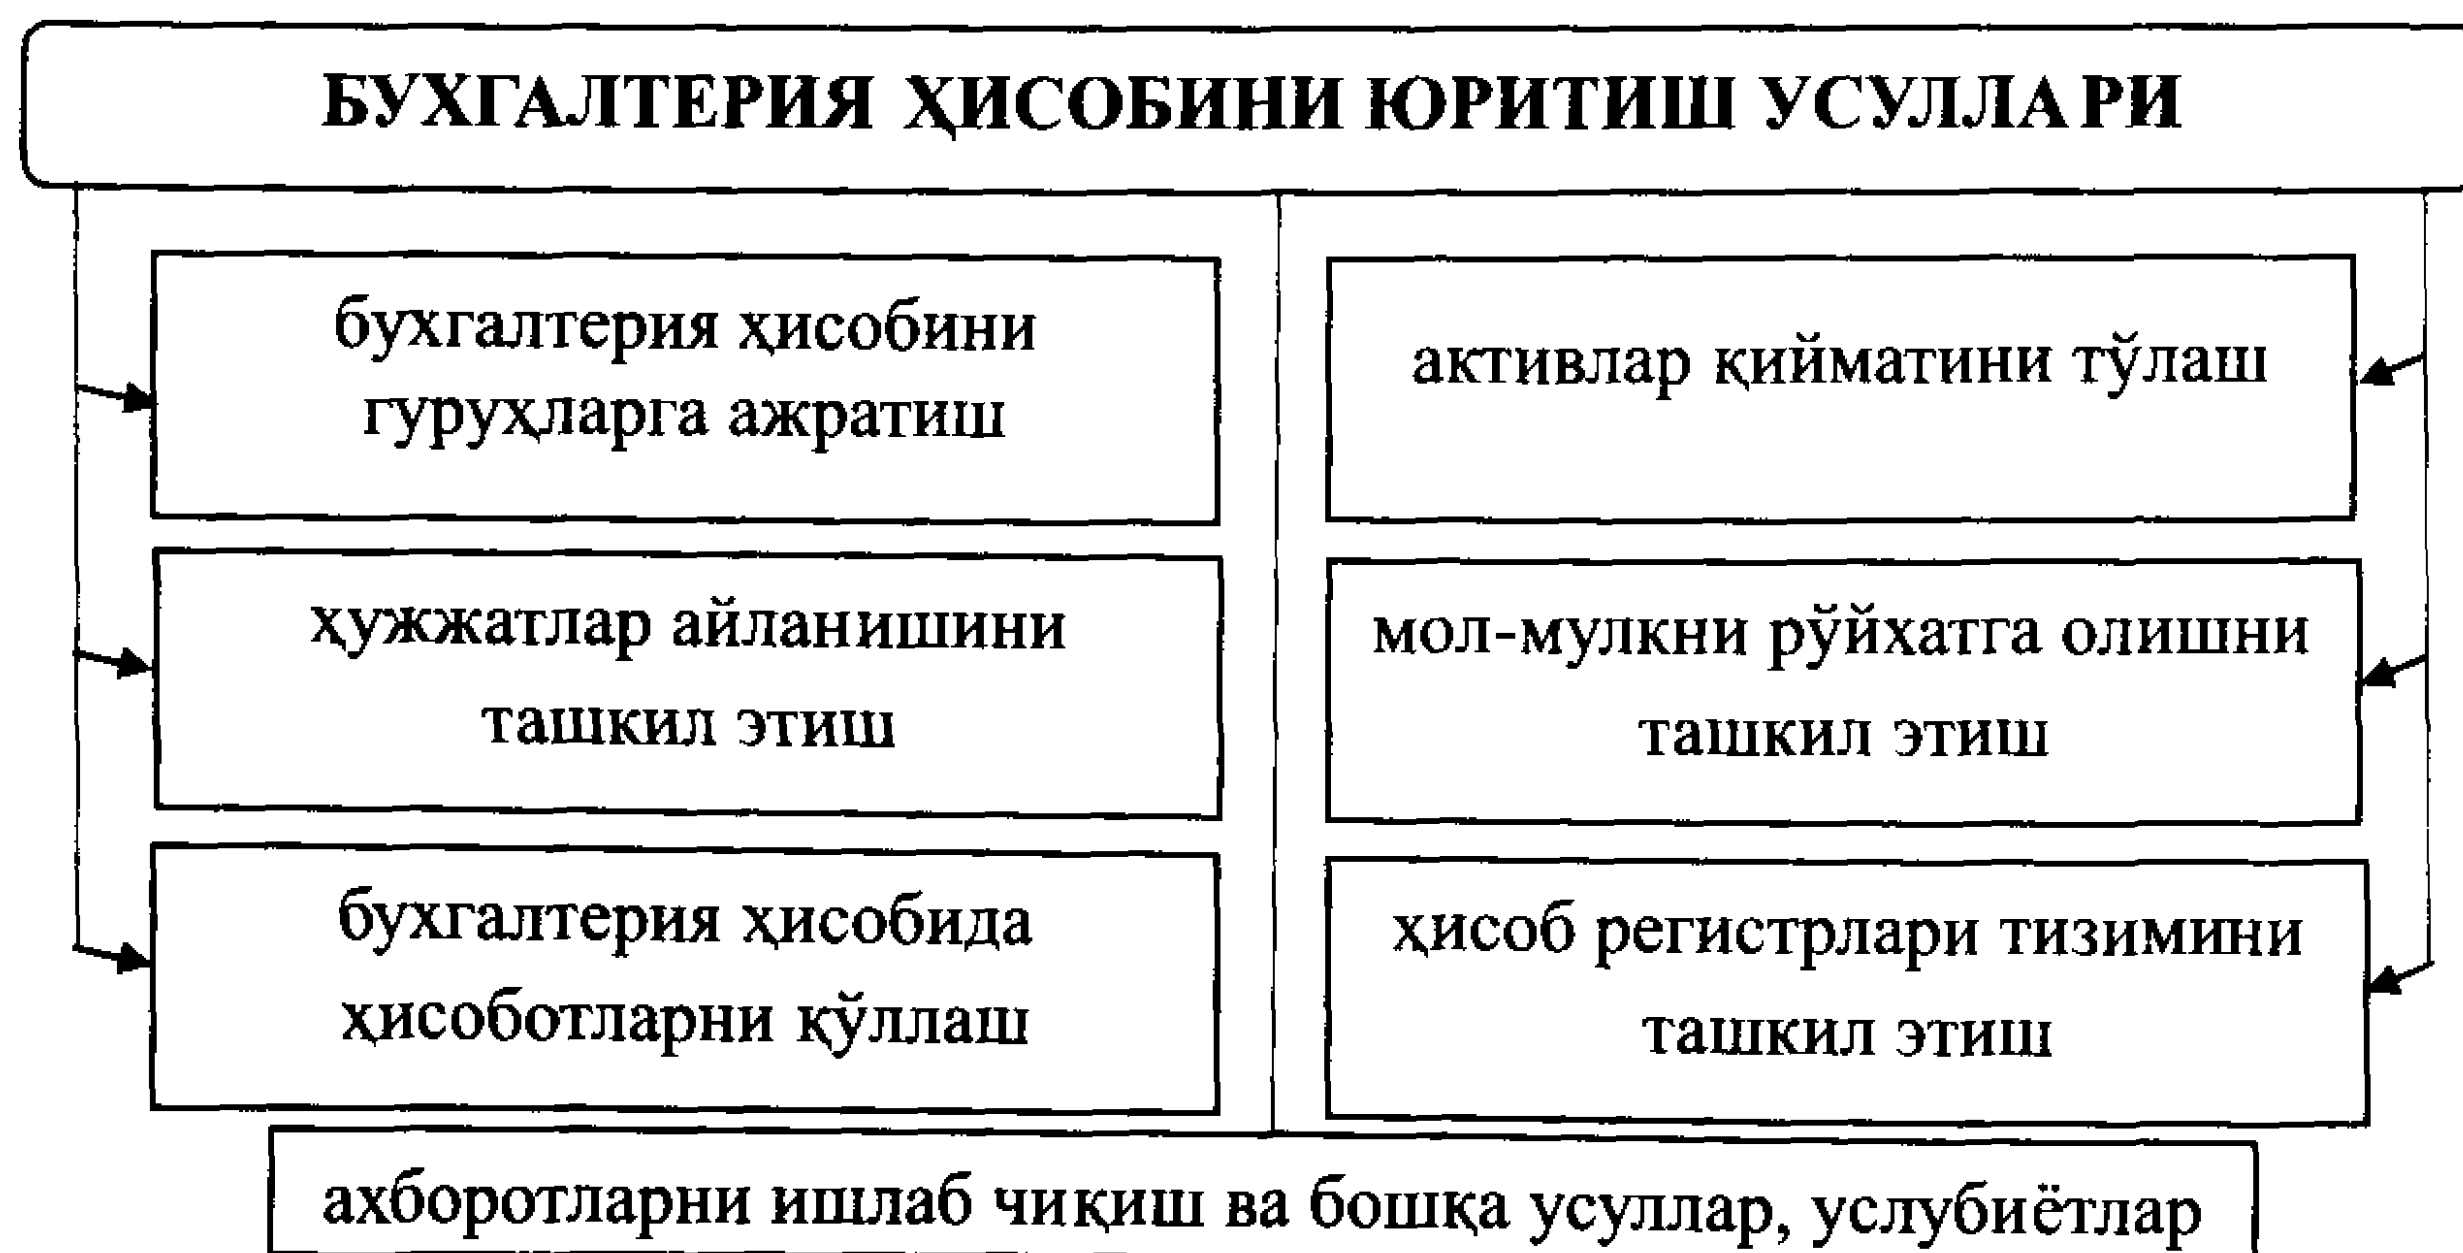 БУХГАЛТЕРИЯ ҲИСОБИНИ ЮРИТИШ УСУЛЛАРИ
бухгалтерия ҳисобини
гуруҳларга ажратиш
активлар қийматини тўлаш
ҳужжатлар айланишини
ташкил этиш
мол-мулкни рўйхатга олишни
ташкил этиш
бухгалтерия ҳисобида
ҳисоботларни қўллаш
ҳисоб регистрлари тизимини
ташкил этиш
ахборотларни ишлаб чиқиш ва бошқа усуллар, услубиётлар